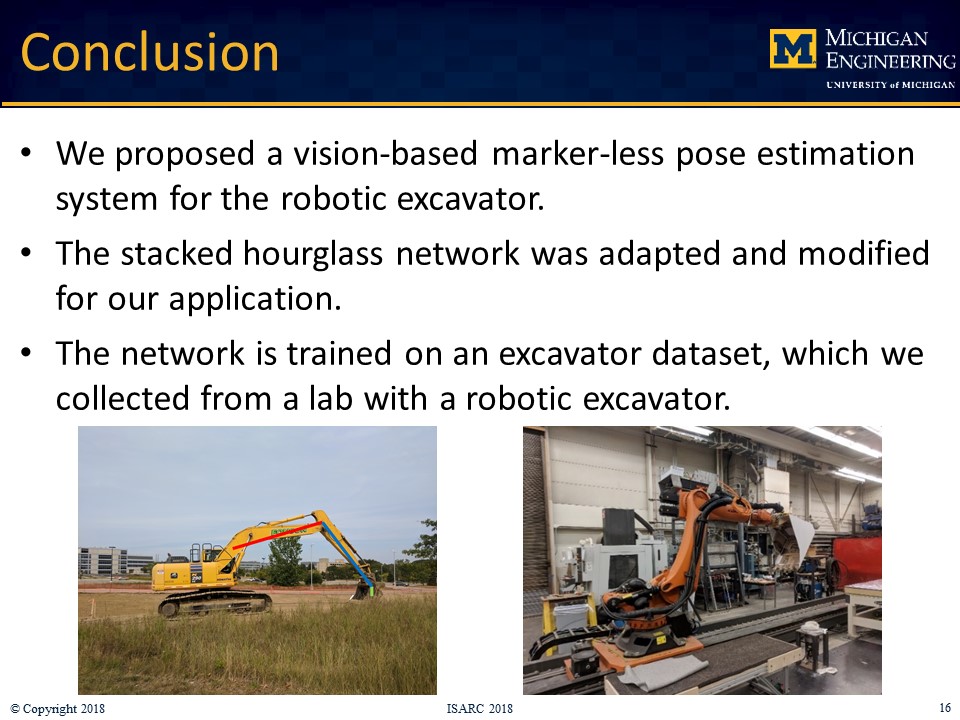 Conclusion
M
MICHIGAN
ENGINEERING
UNIVERSITY of MICHIGAN
• We proposed a vision-based marker-less pose estimation
system for the robotic excavator.
• The stacked hourglass network was adapted and modified
for our application.
• The network is trained on an excavator dataset, which we
collected from a lab with a robotic excavator.
© Copyright 2018
ISARC 2018
16